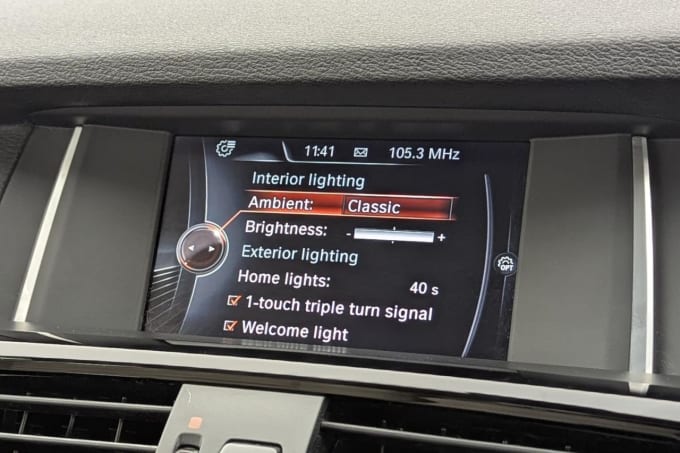 11:41 105.3 MHz
Interior lighting
Ambient: Classic
Brightness: - +
Exterior lighting
Home lights: 40 s
1-touch triple turn signal
Welcome light
OPT